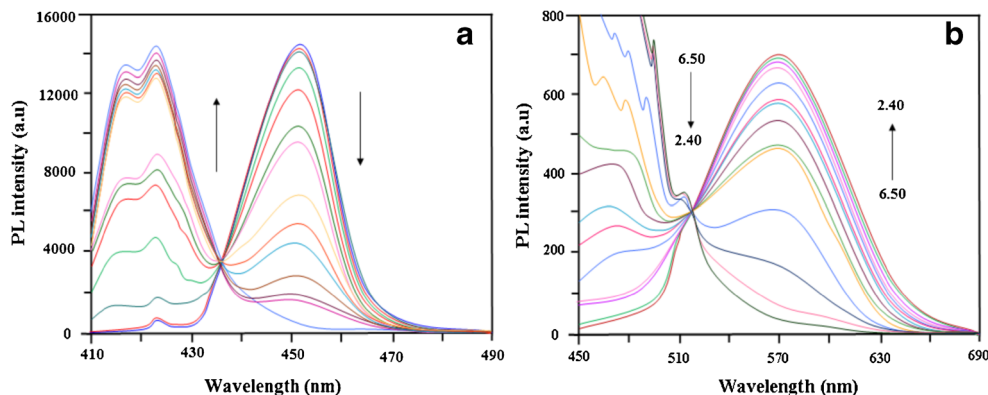 a
16000
12000
8000
4000
0
PL intensity (a.u)
410 430 450 470 490
Wavelength (nm)
b
800
600
400
200
0
PL intensity (a.u)
6.50
2.40
2.40
6.50
450 510 570 630 690
Wavelength (nm)